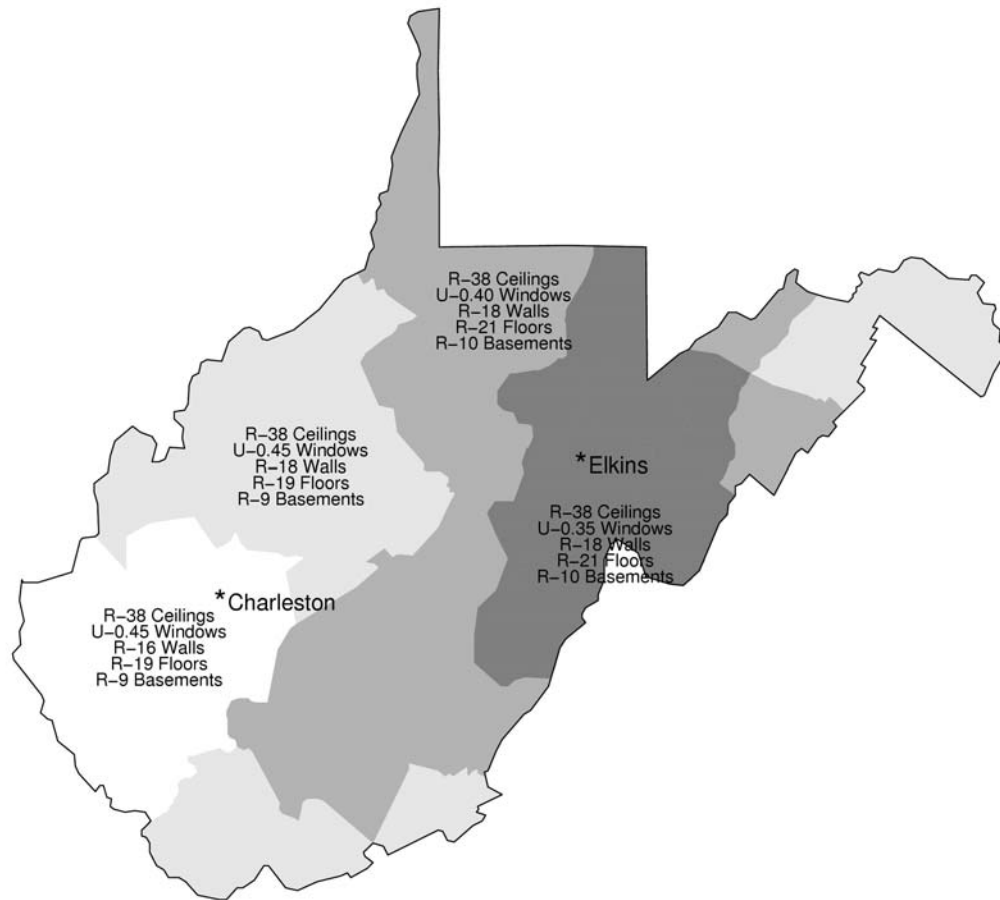 R-38 Ceilings
U-0.40 Windows
R-18 Walls
R-21 Floors
R-10 Basements
R-38 Ceilings
U-0.45 Windows
R-18 Walls
R-19 Floors
R-9 Basements
*Elkins
R-38 Ceilings
U-0.35 Windows
R-18 Walls
R-21 Floors
R-10 Basements
*Charleston
R-38 Ceilings
U-0.45 Windows
R-16 Walls
R-19 Floors
R-9 Basements